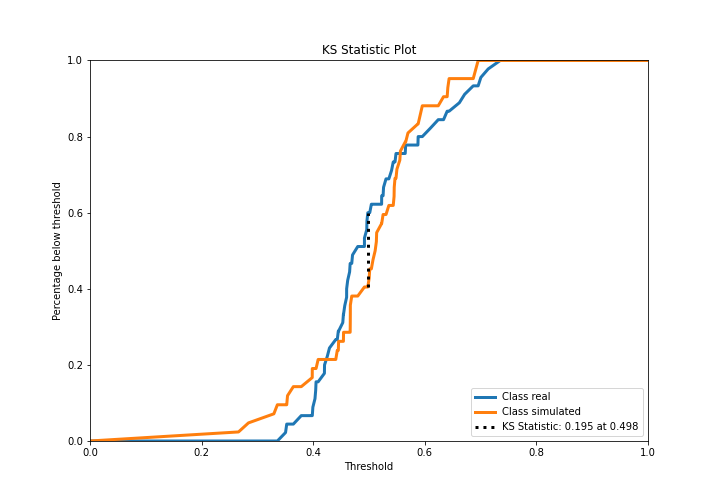 KS Statistic Plot
1.0
0.8
0.6
0.4
0.2
0.0
Percentage below threshold
0.0 0.2 0.4 0.6 0.8 1.0
Threshold
Class real
Class simulated
KS Statistic: 0.195 at 0.498